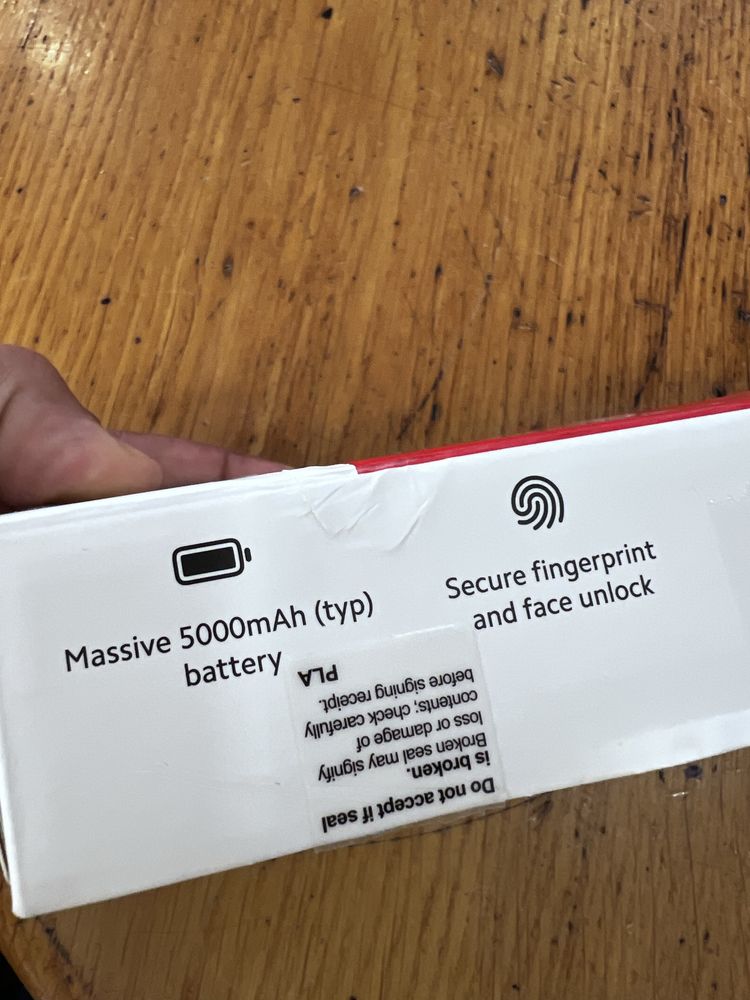 Massive 5000mAh (typ)
battery
Secure fingerprint
and face unlock
Do not accept if seal
is broken.
Broken seal may signify
loss or damage of
contents; check carefully
before signing receipt.
PLA